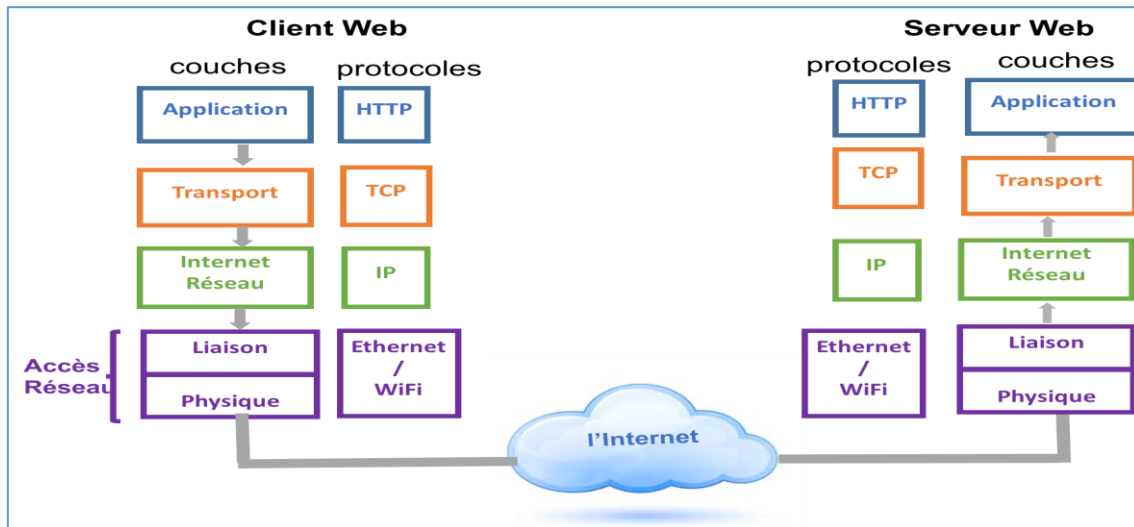 Client Web
couches
protocoles
Application
HTTP
Transport
TCP
Internet
Réseau
IP
Accès
Réseau
Liaison
Physique
Ethernet
/
WiFi
l'Internet
Serveur Web
protocoles
couches
HTTP
Application
TCP
Transport
IP
Internet
Réseau
Ethernet
/
WiFi
Liaison
Physique